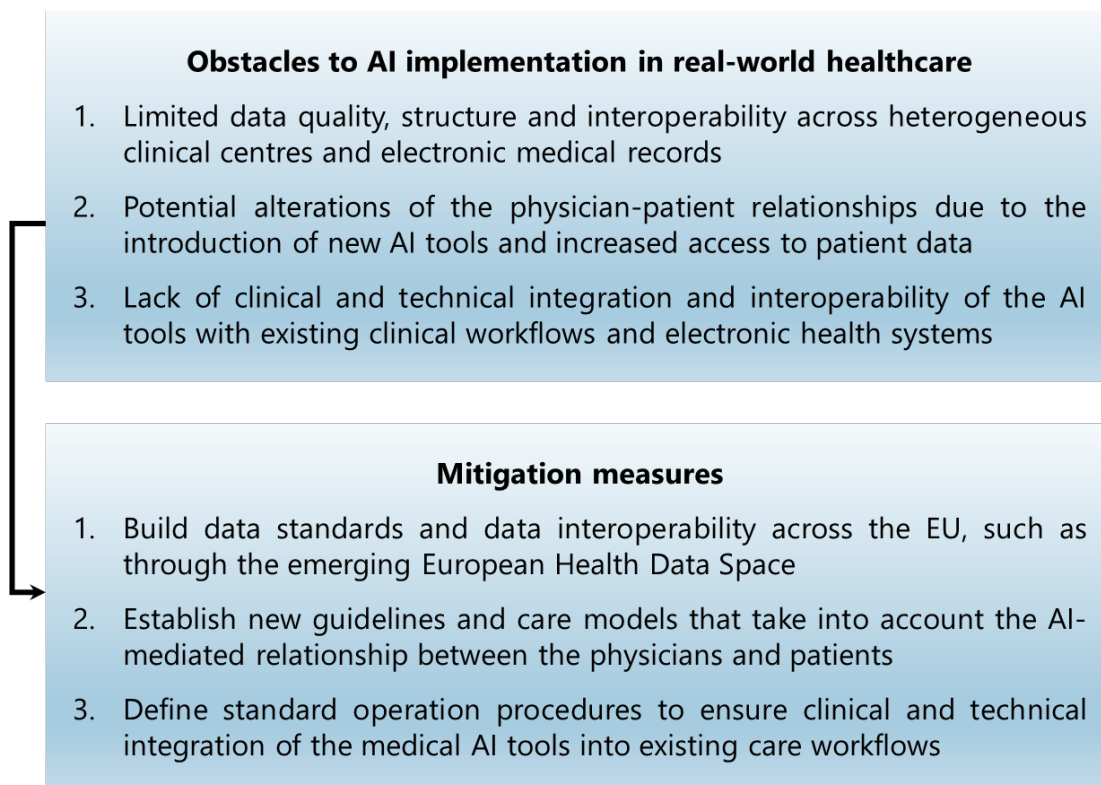 Obstacles to AI implementation in real-world healthcare
1. Limited data quality, structure and interoperability across heterogeneous
clinical centres and electronic medical records
2. Potential alterations of the physician-patient relationships due to the
introduction of new AI tools and increased access to patient data
3. Lack of clinical and technical integration and interoperability of the AI
tools with existing clinical workflows and electronic health systems
Mitigation measures
1. Build data standards and data interoperability across the EU, such as
through the emerging European Health Data Space
2. Establish new guidelines and care models that take into account the AI-
mediated relationship between the physicians and patients
3. Define standard operation procedures to ensure clinical and technical
integration of the medical AI tools into existing care workflows